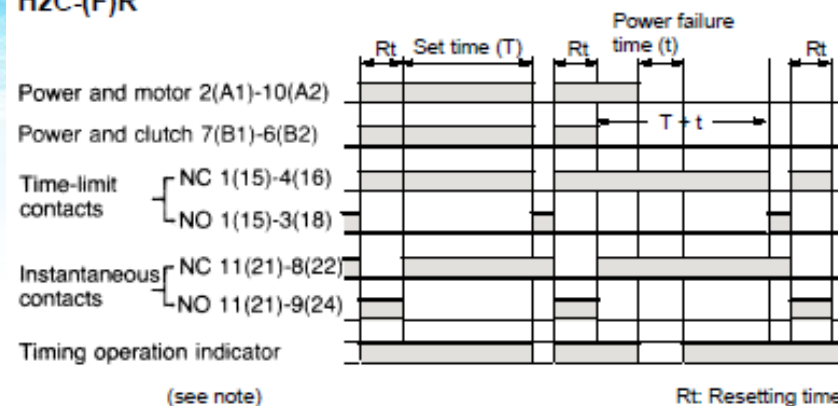 H2C-(F)R
Power failure
Rt Set time (T) Rt time (t) Rt
Power and motor 2(A1)-10(A2)
Power and clutch 7(B1)-6(B2)
T + t
Time-limit contacts
NC 1(15)-4(16)
NO 1(15)-3(18)
Instantaneous contacts
NC 11(21)-8(22)
NO 11(21)-9(24)
Timing operation indicator
(see note)
Rt: Resetting time